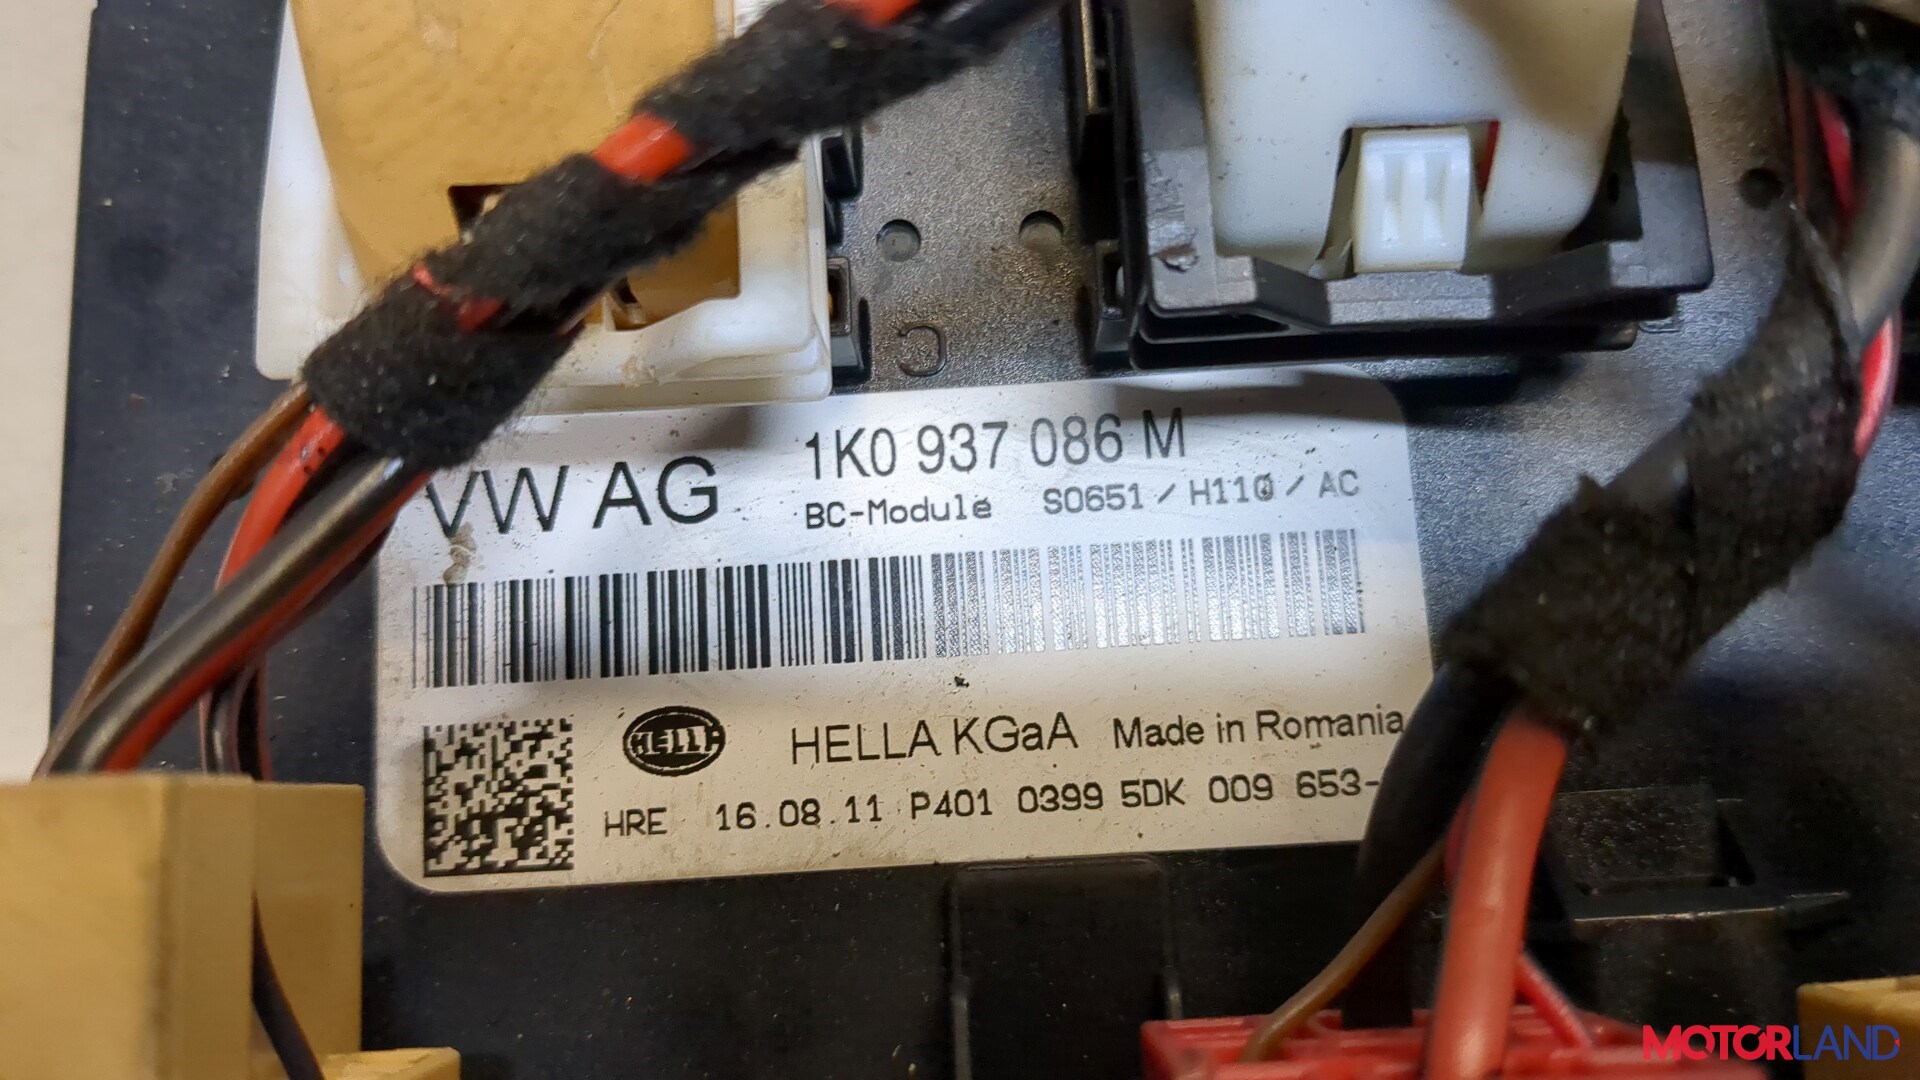 C
VW AG
1K0 937 086 M
BC-Module S0651 / H110 / AC
HELLA
HELLA KGaA Made in Romania
HRE 16.08.11 P401 0399 5DK 009 653-
MOTORLAND